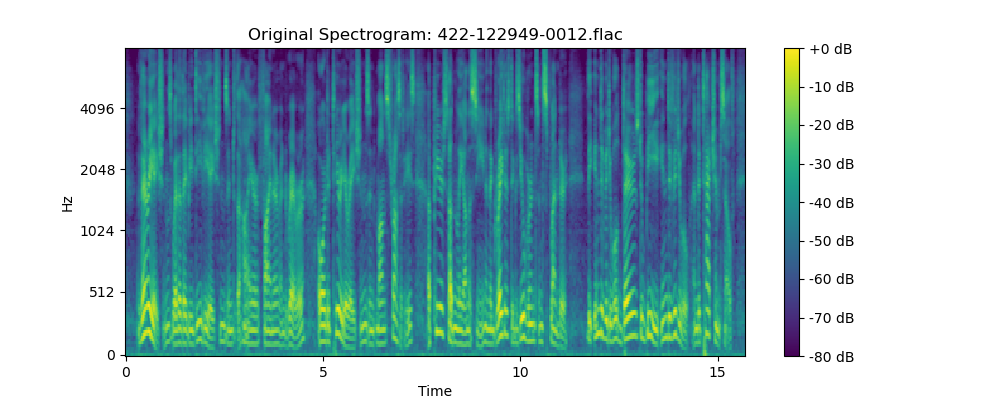 Original Spectrogram: 422-122949-0012.flac
Hz
4096
2048
1024
512
0
0
5
10
15
Time
+0 dB
-10 dB
-20 dB
-30 dB
-40 dB
-50 dB
-60 dB
-70 dB
-80 dB